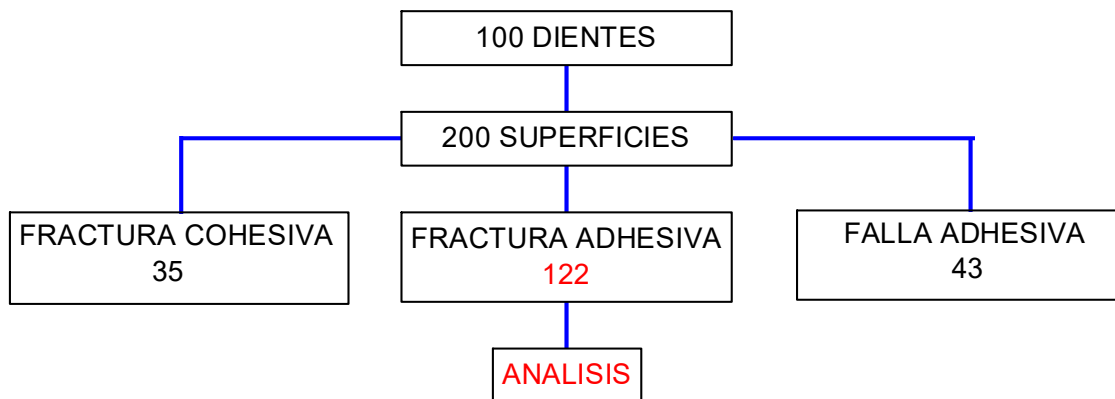 100 DIENTES
200 SUPERFICIES
FRACTURA COHESIVA
35
FRACTURA ADHESIVA
122
FALLA ADHESIVA
43
ANALISIS